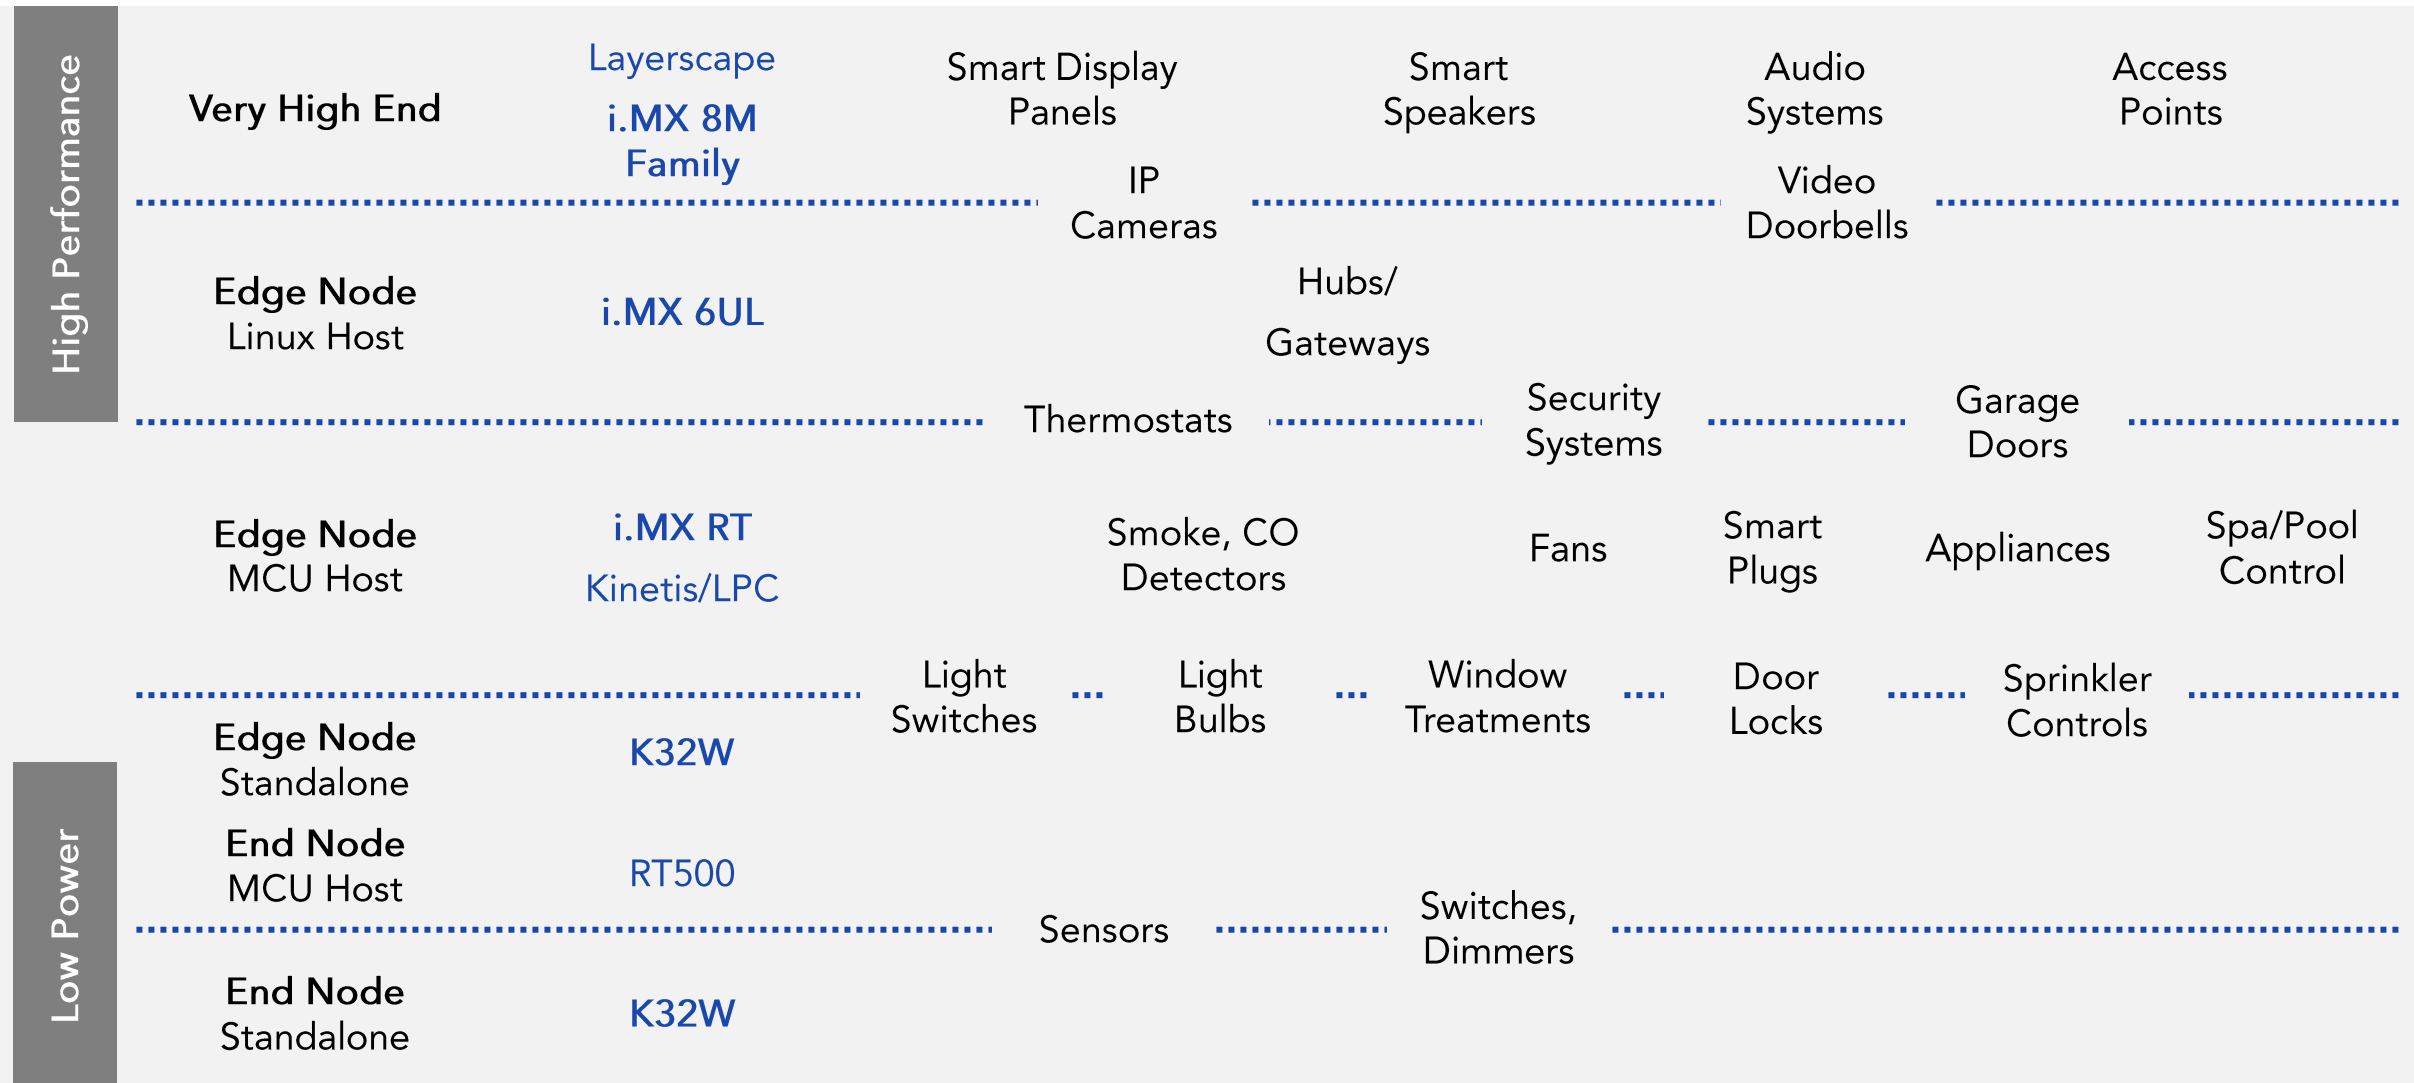 High Performance
Very High End
Layerscape
i.MX 8M
Family
Smart Display
Panels
Smart
Speakers
Audio
Systems
Access
Points
IP
Cameras
Video
Doorbells
Edge Node
Linux Host
i.MX 6UL
Hubs/
Gateways
Thermostats
Security
Systems
Garage
Doors
Edge Node
MCU Host
i.MX RT
Kinetis/LPC
Smoke, CO
Detectors
Fans
Smart
Plugs
Appliances
Spa/Pool
Control
Light
Switches
Light
Bulbs
Window
Treatments
Door
Locks
Sprinkler
Controls
Low Power
Edge Node
Standalone
K32W
End Node
MCU Host
RT500
Sensors
Switches,
Dimmers
End Node
Standalone
K32W